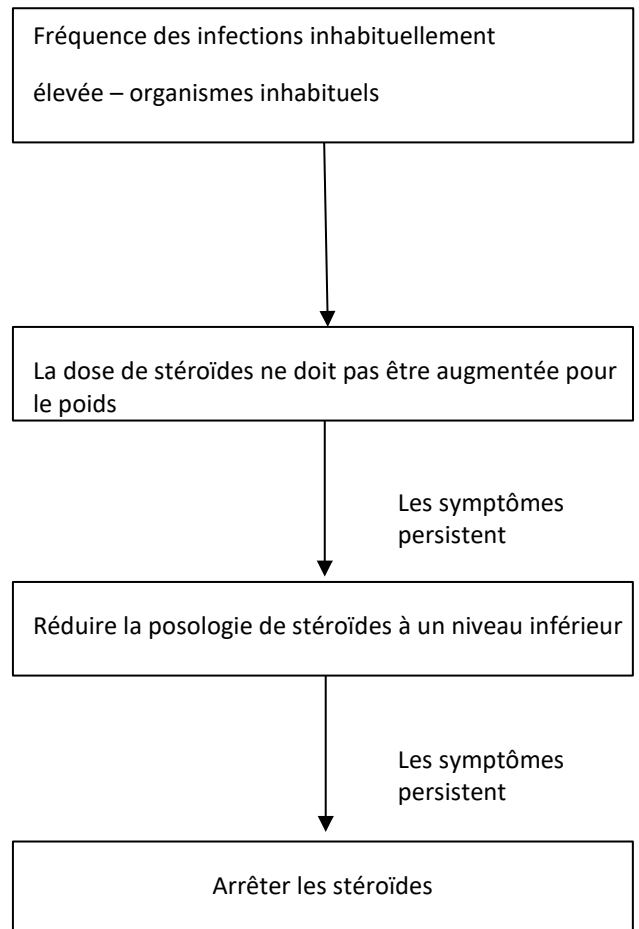 Fréquence des infections inhabituellement
élevée – organismes inhabituels
La dose de stéroïdes ne doit pas être augmentée pour
le poids
Les symptômes
persistent
Réduire la posologie de stéroïdes à un niveau inférieur
Les symptômes
persistent
Arrêter les stéroïdes